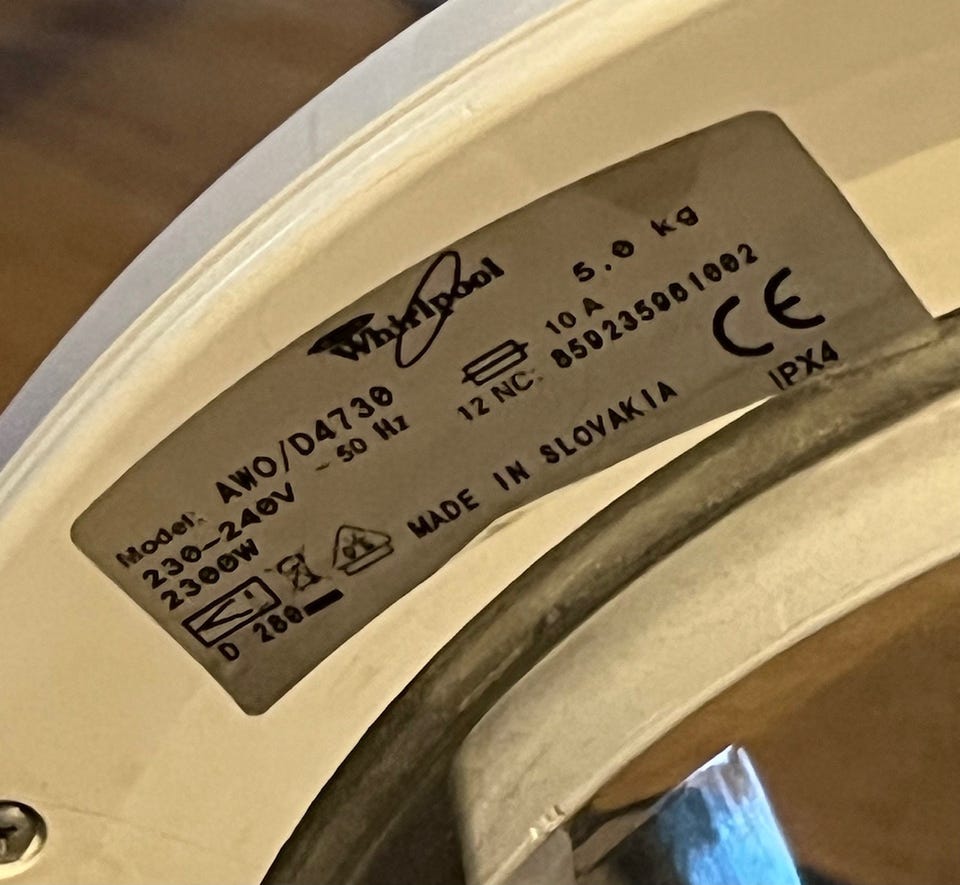 Whirlpool
5.0 kg
Model: AWO/D4730
10 A
230-240V ~ 50 Hz
12 NC: 859235001002
2300W
CE
MADE IN SLOVAKIA
IPX4
D 280